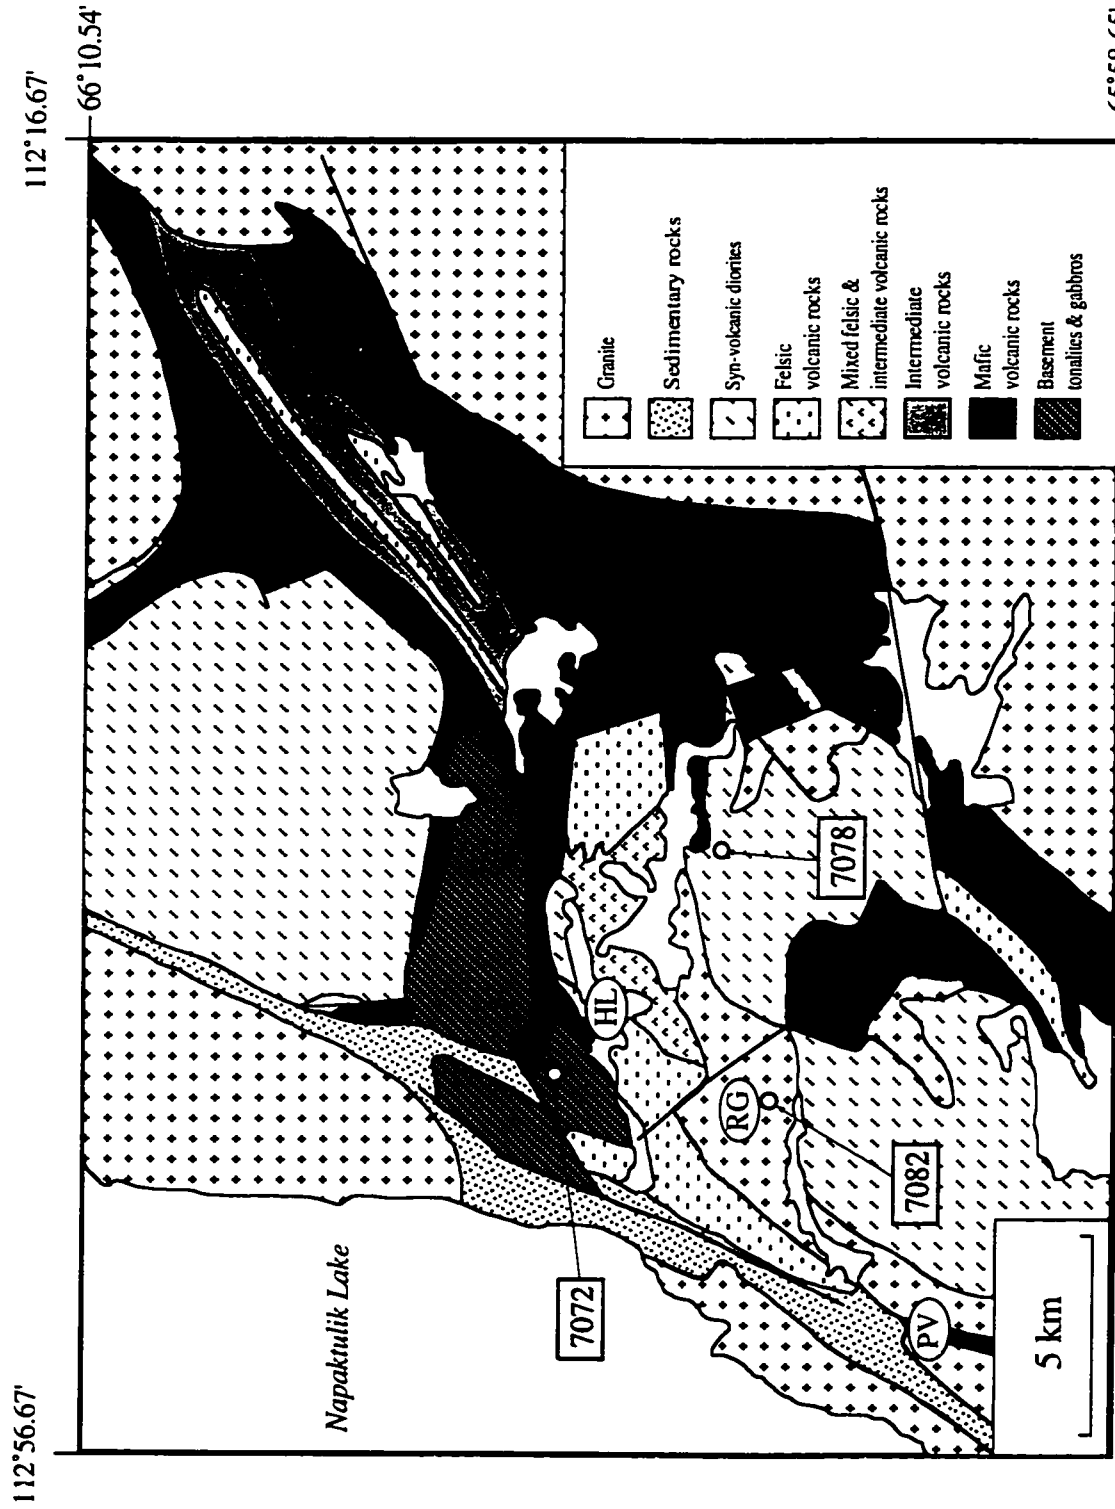 112°56.67'
112°16.67'
66°10.54'
Napaktulik Lake
7072
HL
7078
RG
7082
PV
5 km
Granite
Sedimentary rocks
Syn-volcanic diorites
Felsic
volcanic rocks
Mixed felsic &
intermediate volcanic rocks
Intermediate
volcanic rocks
Mafic
volcanic rocks
Basement
tonalites & gabbros